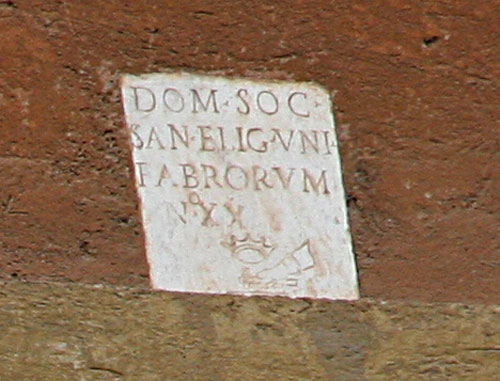 DOM·SOC·
SAN·ELIG·VNI·
FABRORVM
Nº XX